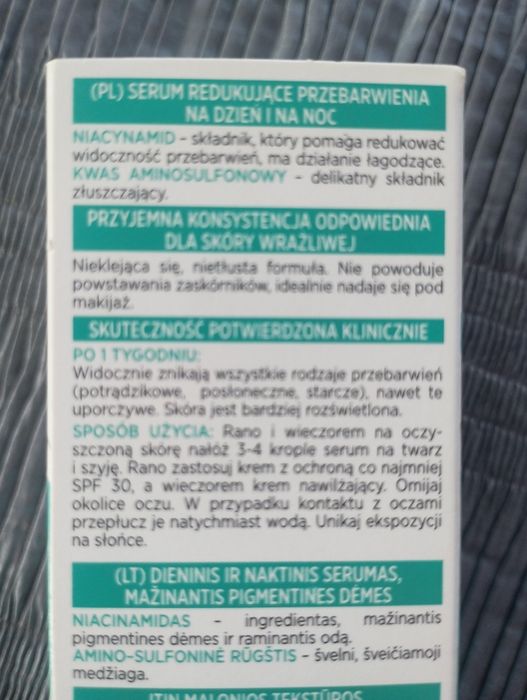 (PL) SERUM REDUKUJĄCE PRZEBARWIENIA
NA DZIEŃ I NA NOC
NIACYNAMID - składnik, który pomaga redukować
widoczność przebarwień, ma działanie łagodzące.
KWAS AMINOSULFONOWY - delikatny składnik
złuszczający.
PRZYJEMNA KONSYSTENCJA ODPOWIEDNIA
DLA SKÓRY WRAŻLIWEJ
Nieklejąca się, nietłusta formuła. Nie powoduje
powstawania zaskórników, idealnie nadaje się pod
makijaż.
SKUTECZNOŚĆ POTWIERDZONA KLINICZNIE
PO 1 TYGODNIU:
Widocznie znikają wszystkie rodzaje przebarwień
(potrądzikowe, posłoneczne, starcze), nawet te
uporczywe. Skóra jest bardziej rozświetlona.
SPOSÓB UŻYCIA: Rano i wieczorem na oczy-
szczoną skórę nałóż 3-4 krople serum na twarz
i szyję. Rano zastosuj krem z ochroną co najmniej
SPF 30, a wieczorem krem nawilżający. Omijaj
okolice oczu. W przypadku kontaktu z oczami
przepłucz je natychmiast wodą. Unikaj ekspozycji
na słońce.
(LT) DIENINIS IR NAKTINIS SERUMAS,
MAŽINANTIS PIGMENTINES DĖMES
NIACINAMIDAS - ingredientas, mažinantis
pigmentines dėmes ir raminantis odą.
AMINO-SULFONINĖ RŪGŠTIS - švelni, šveičiamoji
medžiaga.
ITIN MALONIOS TEKSTŪROS